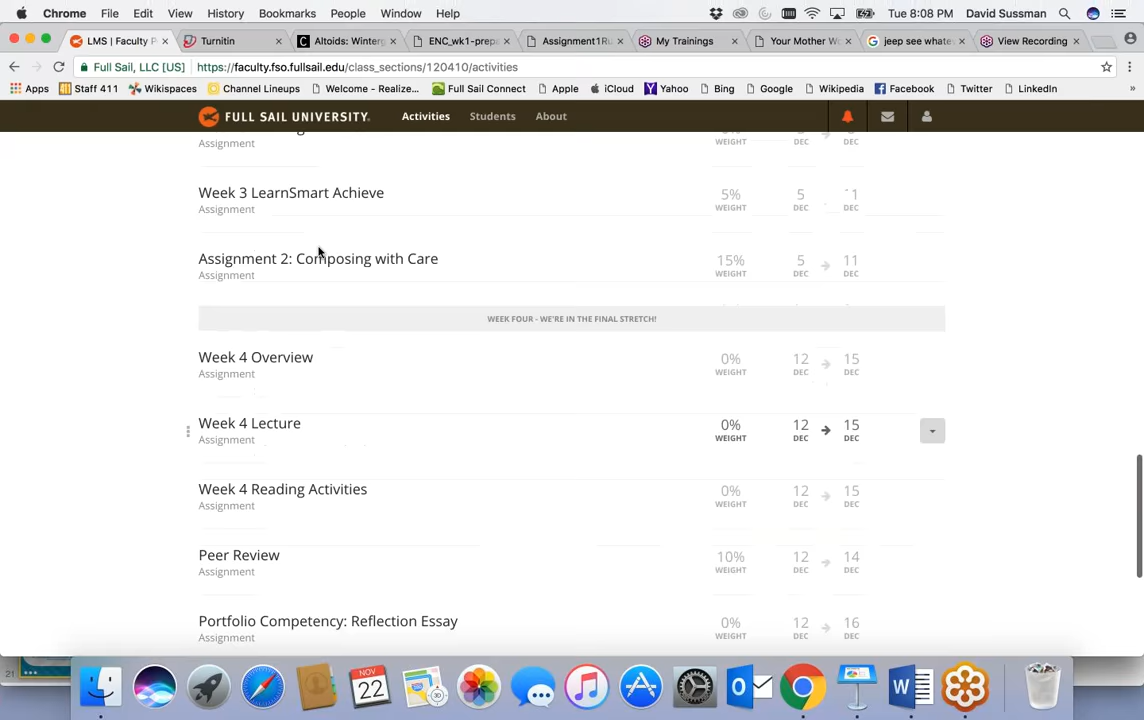 Chrome File Edit View History Bookmarks People Window Help Tue 8:08 PM David Sussman
LMS | Faculty P Turnitin Altoids: Winterg ENC_wk1-prepa Assignment1Ru My Trainings Your Mother W jeep see whatev View Recording
Full Sail, LLC [US] https://faculty.fso.fullsail.edu/class_sections/120410/activities
Apps Staff 411 Wikispaces Channel Lineups Welcome - Realize... Full Sail Connect Apple iCloud Yahoo Bing Google Wikipedia Facebook Twitter LinkedIn »
FULL SAIL UNIVERSITY. Activities Students About
Assignment WEIGHT DEC DEC
Week 3 LearnSmart Achieve 5% 5
Assignment WEIGHT DEC DEC
Assignment 2: Composing with Care 15% 5 11
Assignment WEIGHT DEC DEC
WEEK FOUR - WE'RE IN THE FINAL STRETCH!
Week 4 Overview 0% 12 15
Assignment WEIGHT DEC DEC
Week 4 Lecture 0% 12 15
Assignment WEIGHT DEC DEC
Week 4 Reading Activities 0% 12 15
Assignment WEIGHT DEC DEC
Peer Review 10% 12 14
Assignment WEIGHT DEC DEC
Portfolio Competency: Reflection Essay 0% 12 16
Assignment WEIGHT DEC DEC
21
NOV
22